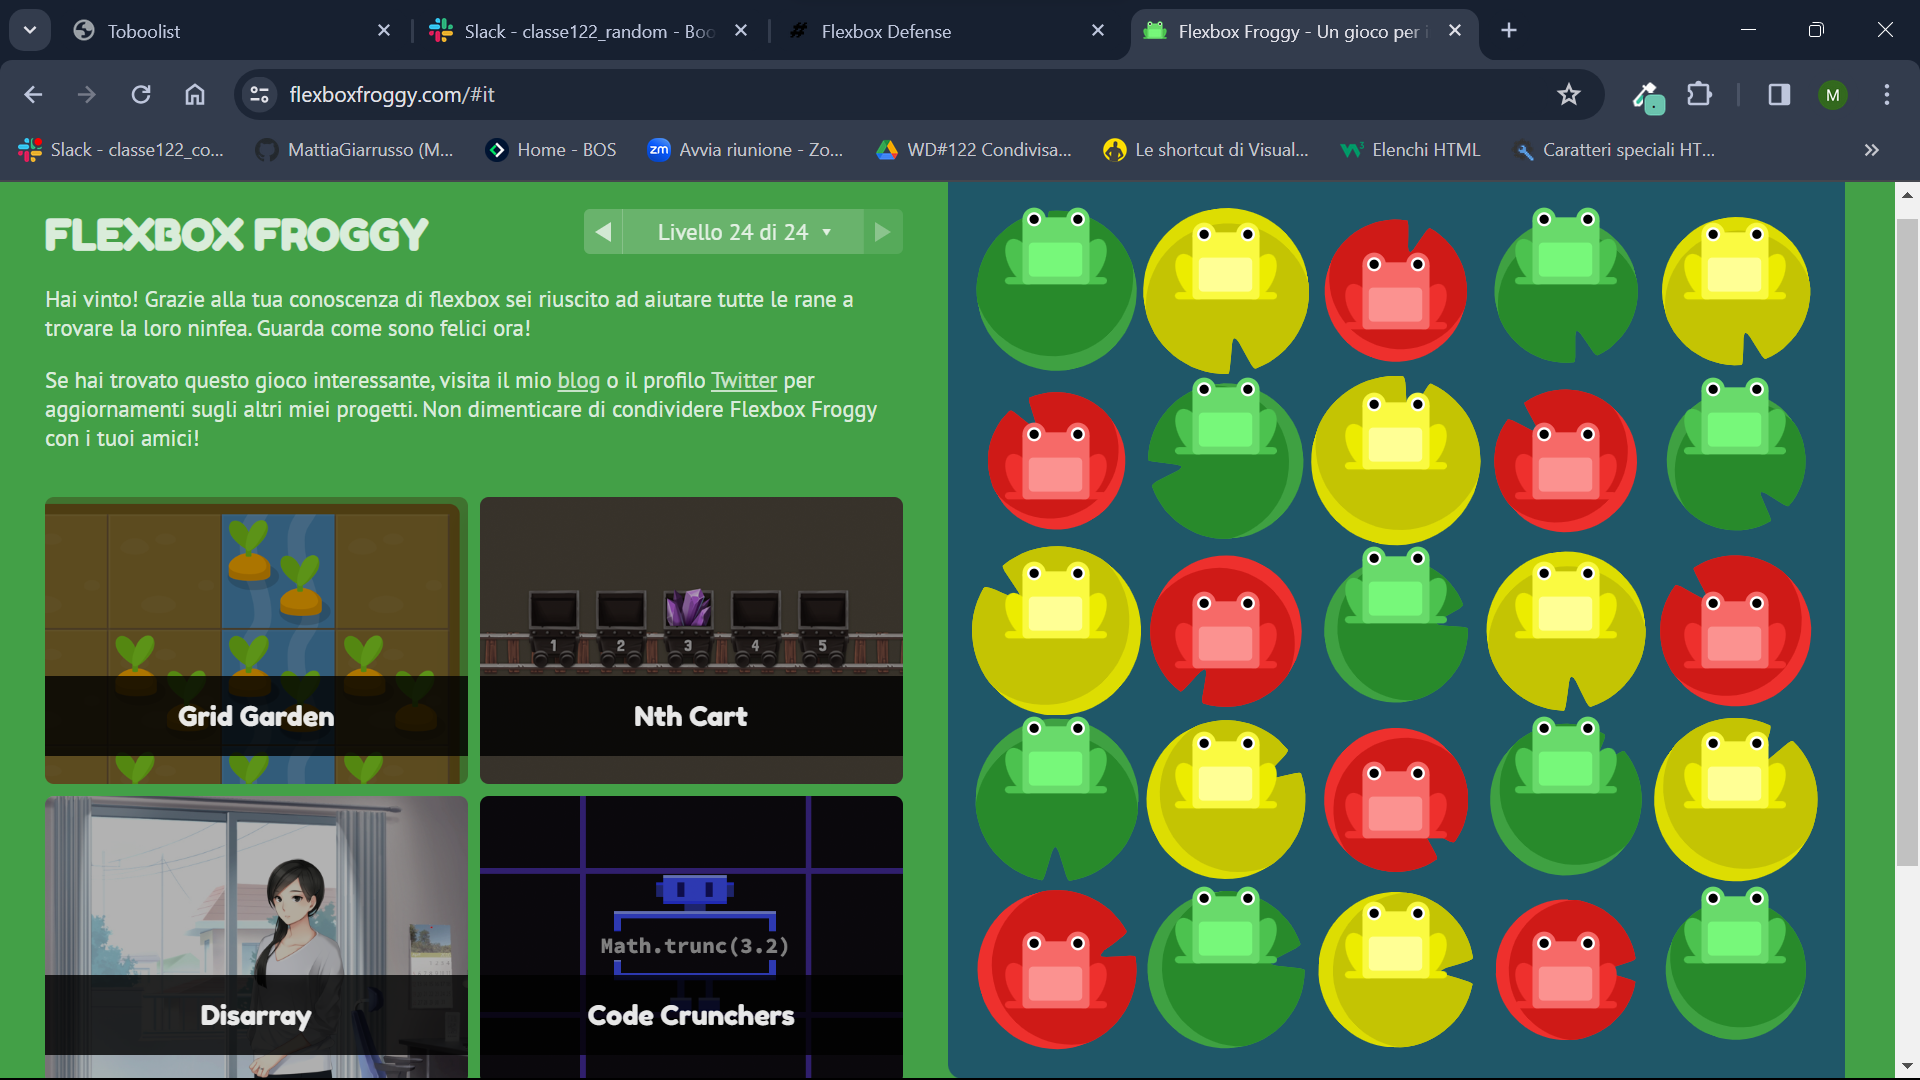 Toboolist
Slack - classe122_random - Boo
Flexbox Defense
Flexbox Froggy - Un gioco per i
flexboxfroggy.com/#it
M
Slack - classe122_co...
MattiaGiarrusso (M...
Home - BOS
zm
Avvia riunione - Zo...
WD#122 Condivisa...
Le shortcut di Visual...
Elenchi HTML
Caratteri speciali HT...
FLEXBOX FROGGY
Livello 24 di 24
Hai vinto! Grazie alla tua conoscenza di flexbox sei riuscito ad aiutare tutte le rane a
trovare la loro ninfea. Guarda come sono felici ora!
Se hai trovato questo gioco interessante, visita il mio blog o il profilo Twitter per
aggiornamenti sugli altri miei progetti. Non dimenticare di condividere Flexbox Froggy
con i tuoi amici!
1 2 3 4 5
Grid Garden
Nth Cart
Math.trunc(3.2)
Disarray
Code Crunchers